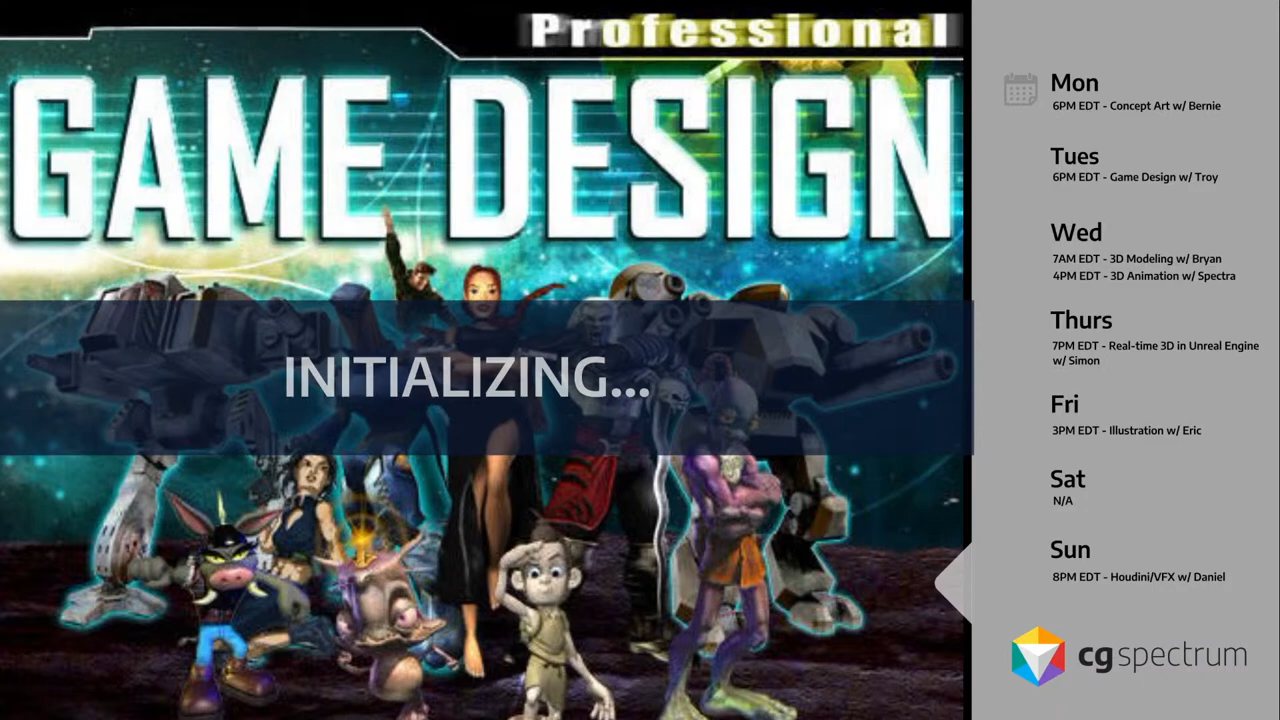 Professional
GAME DESIGN
INITIALIZING...
Mon
6PM EDT - Concept Art w/ Bernie
Tues
6PM EDT - Game Design w/ Troy
Wed
7AM EDT - 3D Modeling w/ Bryan
4PM EDT - 3D Animation w/ Spectra
Thurs
7PM EDT - Real-time 3D in Unreal Engine
w/ Simon
Fri
3PM EDT - Illustration w/ Eric
Sat
N/A
Sun
8PM EDT - Houdini/VFX w/ Daniel
cgspectrum